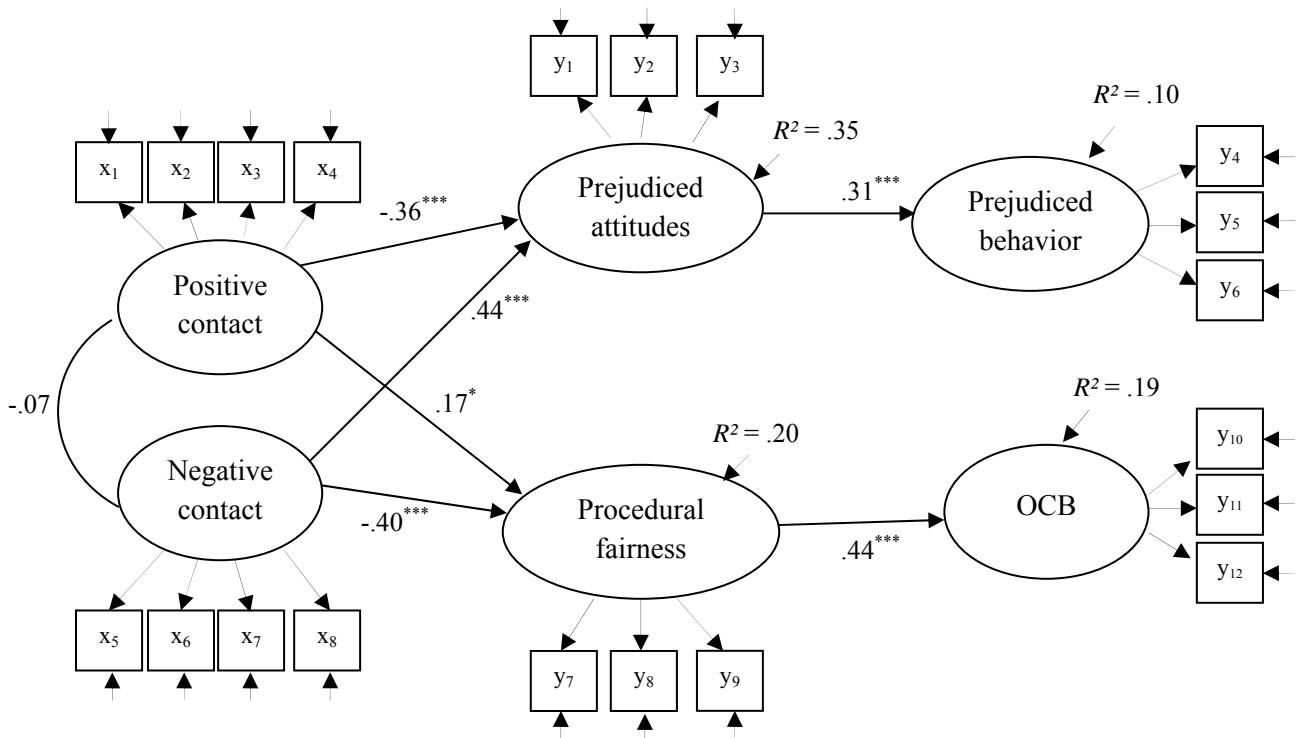 y₁ y₂ y₃
R² = .10
R² = .35
y₄
x₁ x₂ x₃ x₄
Prejudiced
attitudes
.31***
Prejudiced
behavior
y₅
-.36***
y₆
Positive
contact
.44***
-.07
.17*
R² = .19
R² = .20
y₁₀
Negative
contact
Procedural
fairness
OCB
y₁₁
-.40***
.44***
y₁₂
x₅ x₆ x₇ x₈
y₇ y₈ y₉